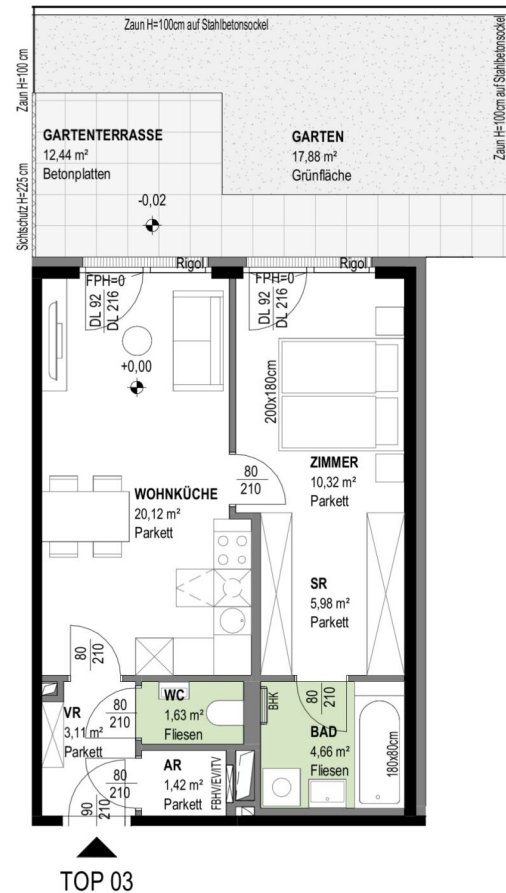 Zaun H=100cm auf Stahlbetonsockel
Zaun H=100 cm
Zaun H=100cm auf Stahlbetonsockel
GARTENTERRASSE
12,44 m²
Betonplatten
GARTEN
17,88 m²
Grünfläche
Sichtschutz H=225 cm
-0,02
Rigol
Rigol
FPH=0
DL 92
DL 216
FPH=0
DL 92
DL 216
+0,00
200x180cm
80
210
ZIMMER
10,32 m²
Parkett
WOHNKÜCHE
20,12 m²
Parkett
SR
5,98 m²
Parkett
80
210
VR
3,11 m²
Parkett
80
210
WC
1,63 m²
Fliesen
BHK
80
210
BAD
4,66 m²
Fliesen
180x80cm
80
210
AR
1,42 m²
Parkett
FBHV/EV/ITV
90
210
TOP 03